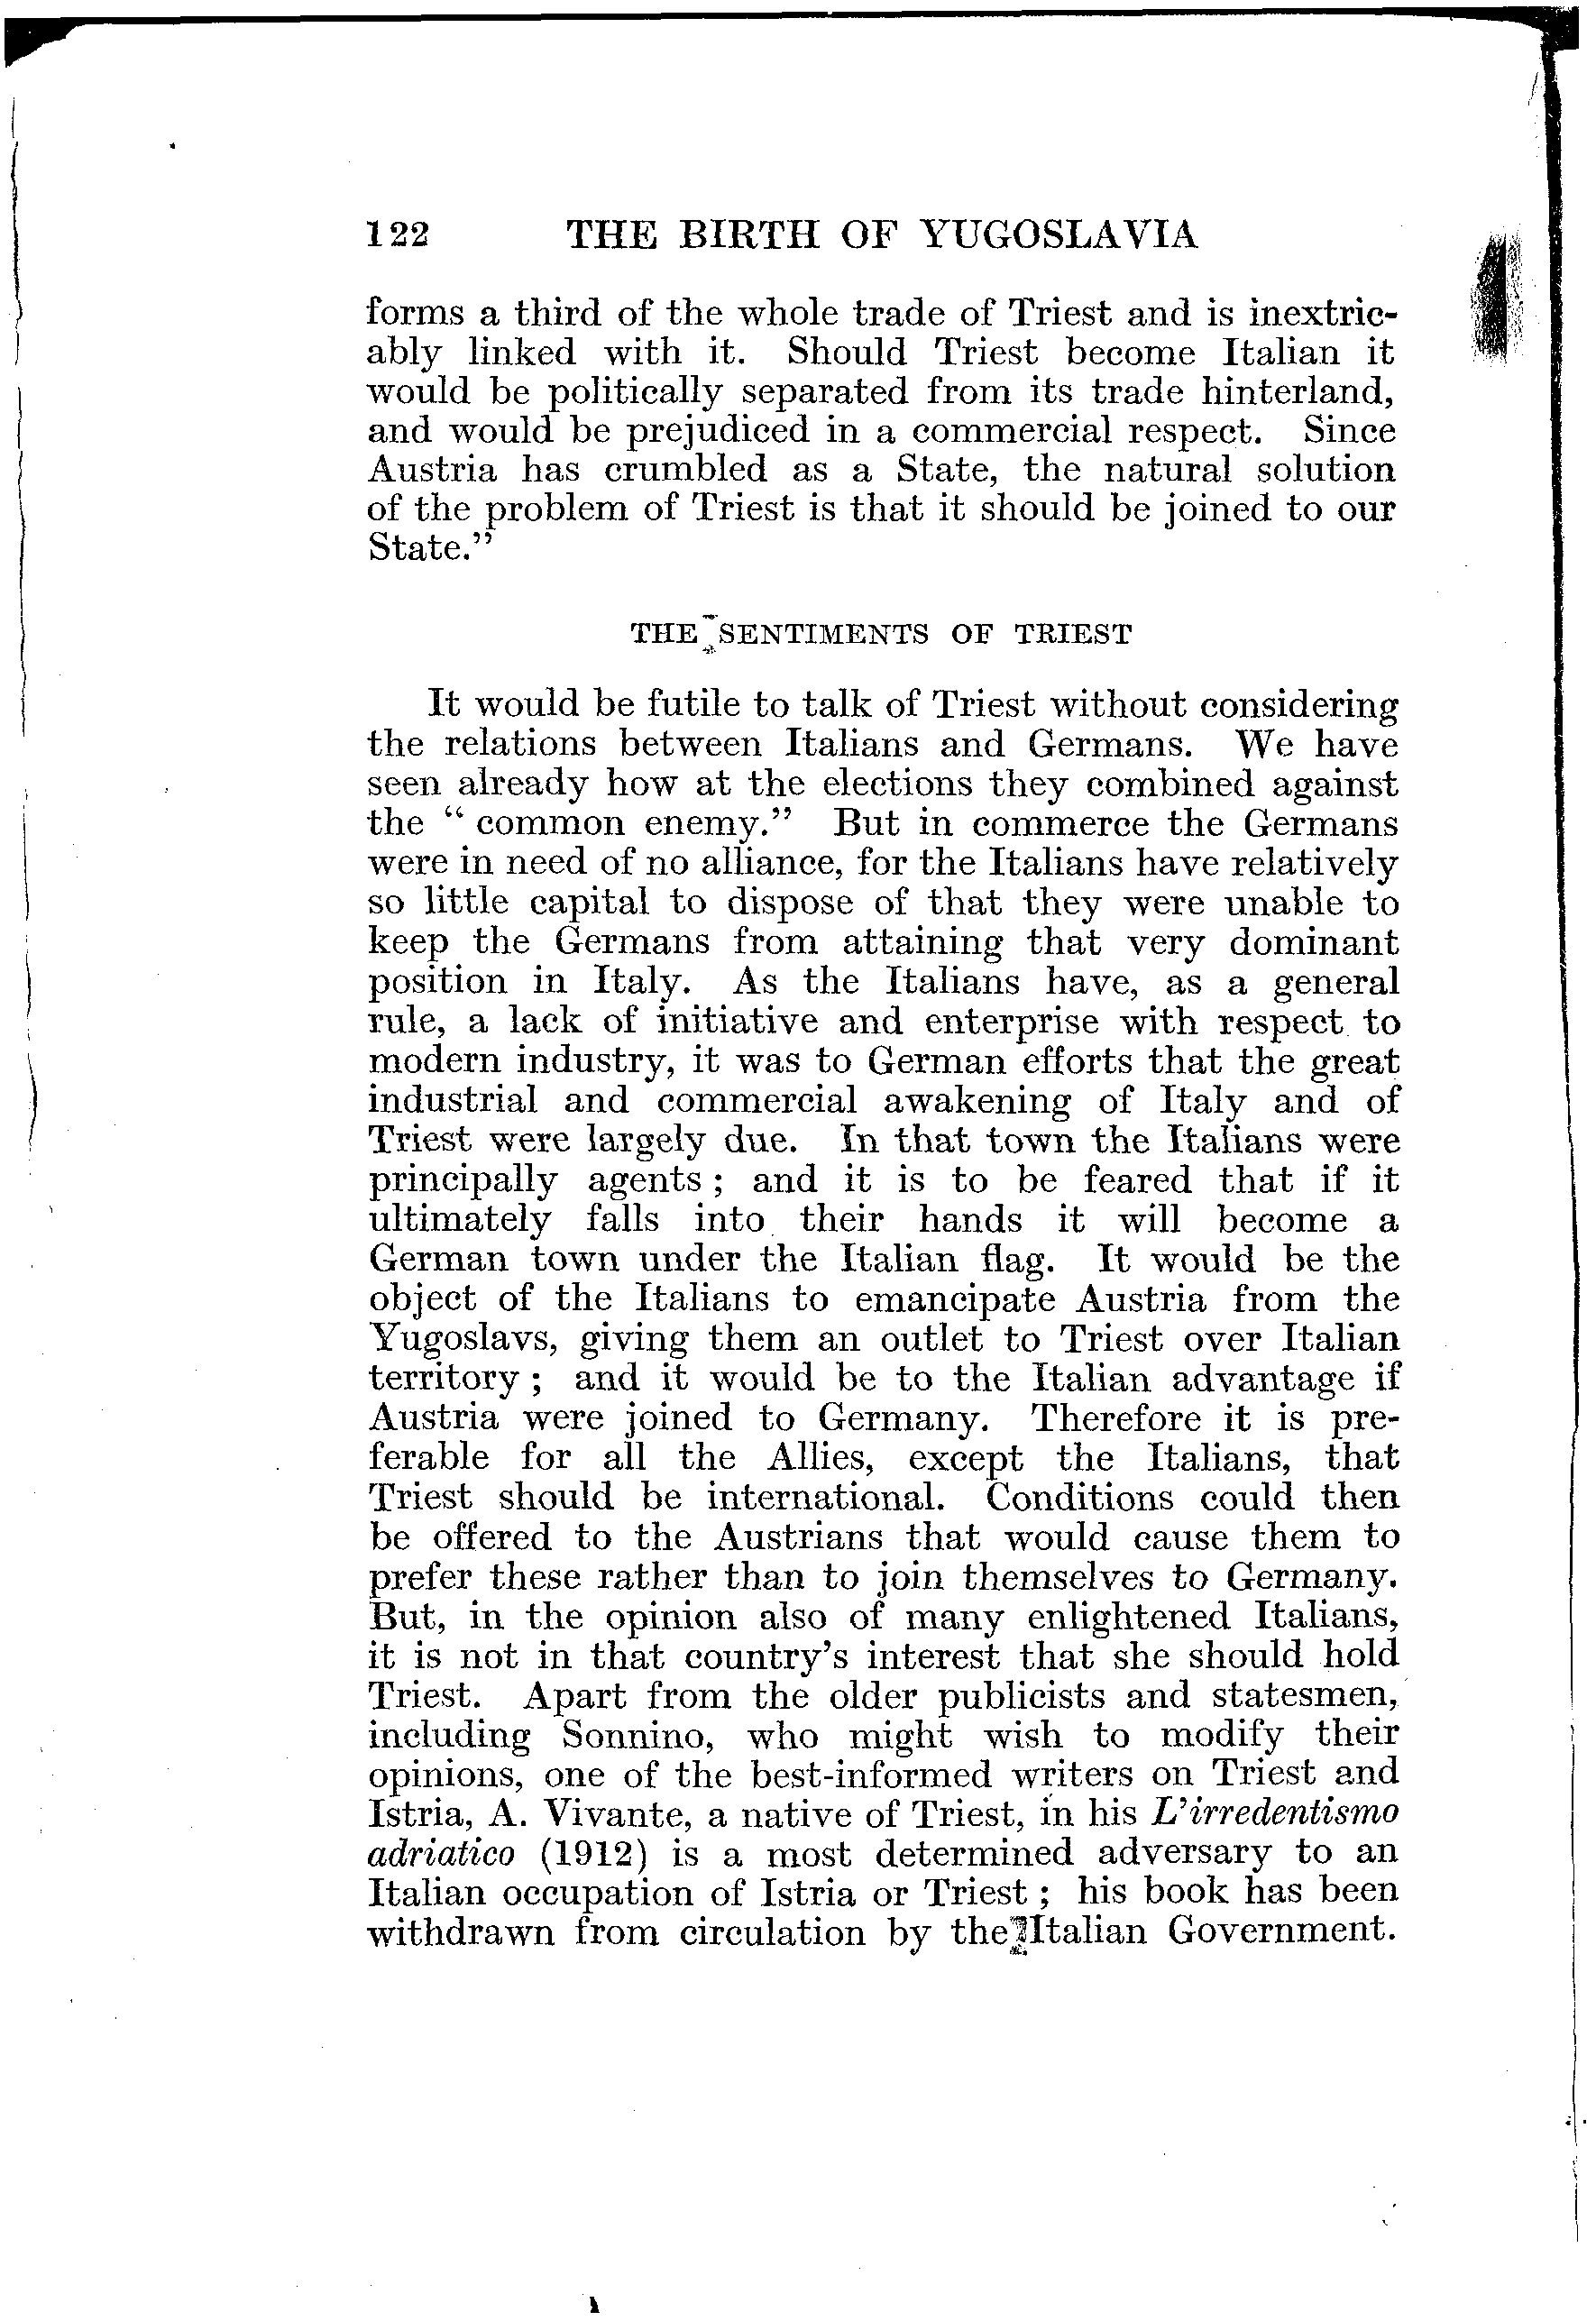 122 THE BIRTH OF YUGOSLAVIA
forms a third of the whole trade of Triest and is inextric-
ably linked with it. Should Triest become Italian it
would be politically separated from its trade hinterland,
and would be prejudiced in a commercial respect. Since
Austria has crumbled as a State, the natural solution
of the problem of Triest is that it should be joined to our
State.”
THE SENTIMENTS OF TRIEST
It would be futile to talk of Triest without considering
the relations between Italians and Germans. We have
seen already how at the elections they combined against
the “ common enemy.” But in commerce the Germans
were in need of no alliance, for the Italians have relatively
so little capital to dispose of that they were unable to
keep the Germans from attaining that very dominant
position in Italy. As the Italians have, as a general
rule, a lack of initiative and enterprise with respect to
modern industry, it was to German efforts that the great
industrial and commercial awakening of Italy and of
Triest were largely due. In that town the Italians were
principally agents ; and it is to be feared that if it
ultimately falls into their hands it will become a
German town under the Italian flag. It would be the
object of the Italians to emancipate Austria from the
Yugoslavs, giving them an outlet to Triest over Italian
territory ; and it would be to the Italian advantage if
Austria were joined to Germany. Therefore it is pre-
ferable for all the Allies, except the Italians, that
Triest should be international. Conditions could then
be offered to the Austrians that would cause them to
prefer these rather than to join themselves to Germany.
But, in the opinion also of many enlightened Italians,
it is not in that country’s interest that she should hold
Triest. Apart from the older publicists and statesmen,
including Sonnino, who might wish to modify their
opinions, one of the best-informed writers on Triest and
Istria, A. Vivante, a native of Triest, in his L’irredentismo
adriatico (1912) is a most determined adversary to an
Italian occupation of Istria or Triest ; his book has been
withdrawn from circulation by the Italian Government.